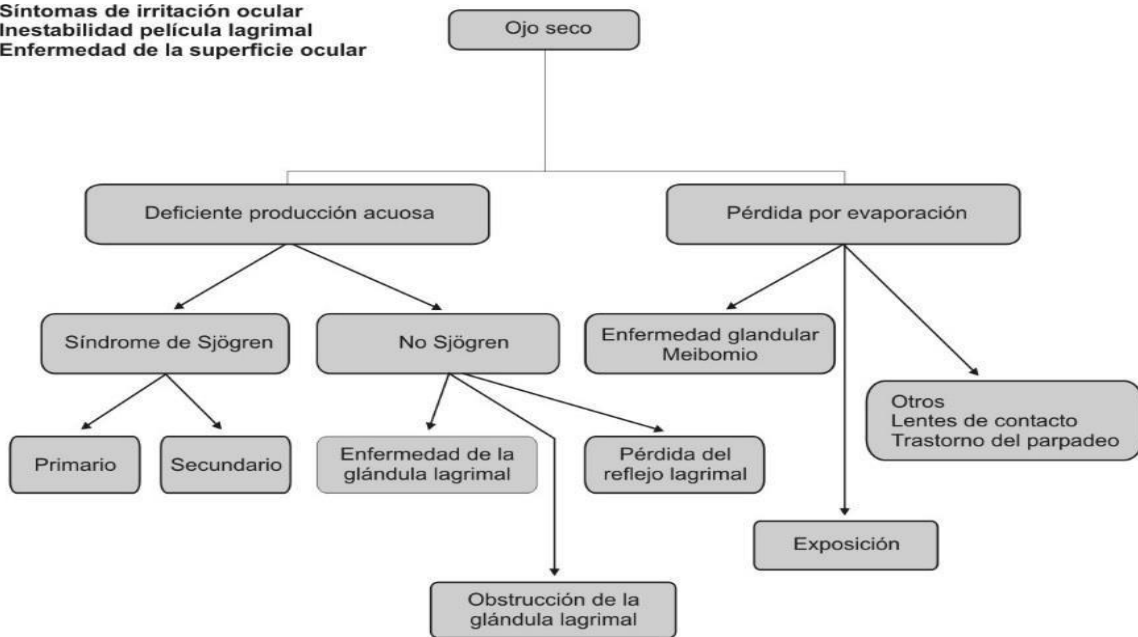 Síntomas de irritación ocular
Inestabilidad película lagrimal
Enfermedad de la superficie ocular
Ojo seco
Deficiente producción acuosa
Pérdida por evaporación
Síndrome de Sjögren
No Sjögren
Enfermedad glandular
Meibomio
Otros
Lentes de contacto
Trastorno del parpadeo
Primario
Secundario
Enfermedad de la
glándula lagrimal
Pérdida del
reflejo lagrimal
Exposición
Obstrucción de la
glándula lagrimal